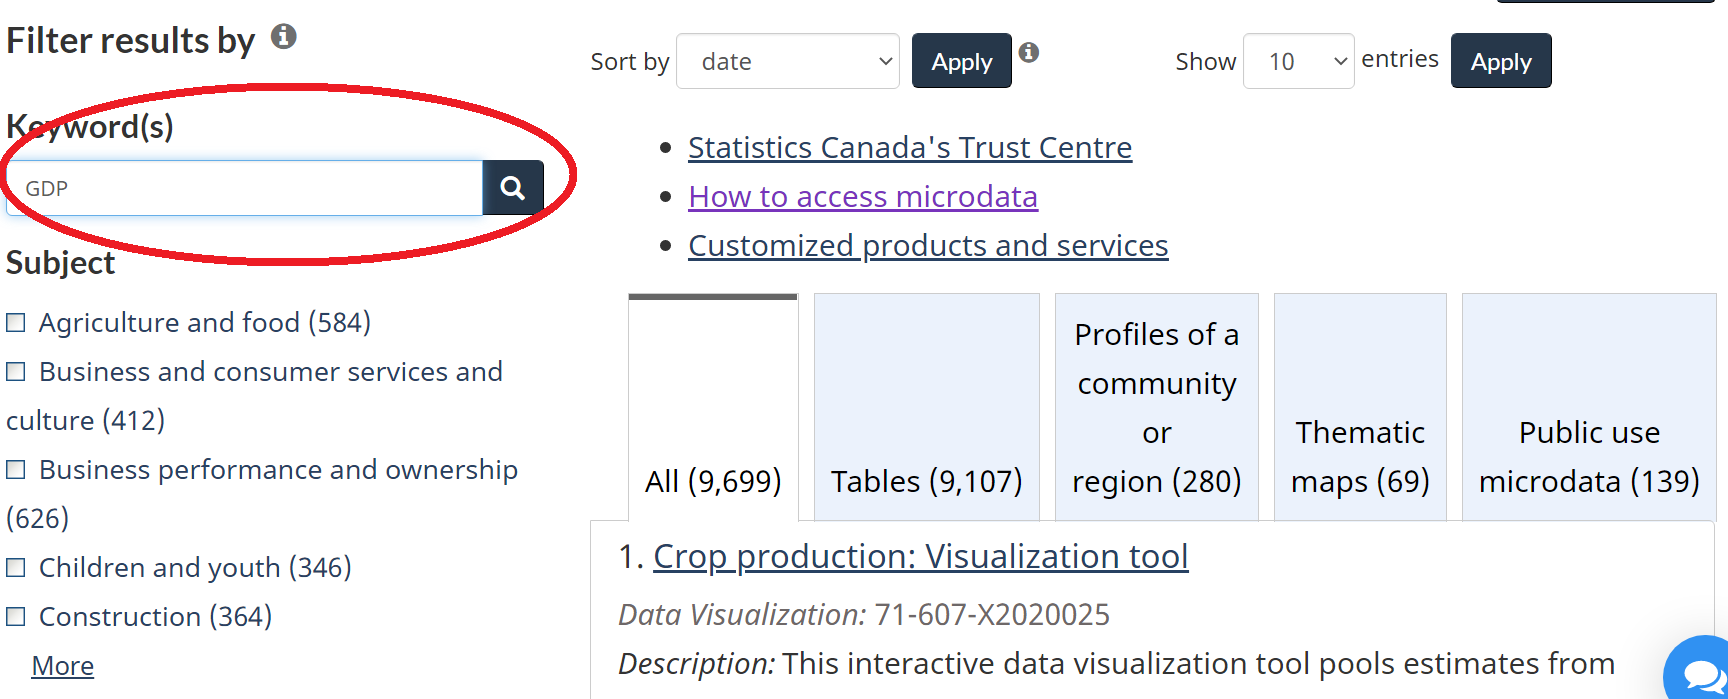 Filter results by
Keyword(s)
GDP
Subject
Agriculture and food (584)
Business and consumer services and
culture (412)
Business performance and ownership
(626)
Children and youth (346)
Construction (364)
More
Sort by date Apply Show 10 entries Apply
Statistics Canada's Trust Centre
How to access microdata
Customized products and services
All (9,699)
Tables (9,107)
Profiles of a
community
or
region (280)
Thematic
maps (69)
Public use
microdata (139)
1. Crop production: Visualization tool
Data Visualization: 71-607-X2020025
Description: This interactive data visualization tool pools estimates from